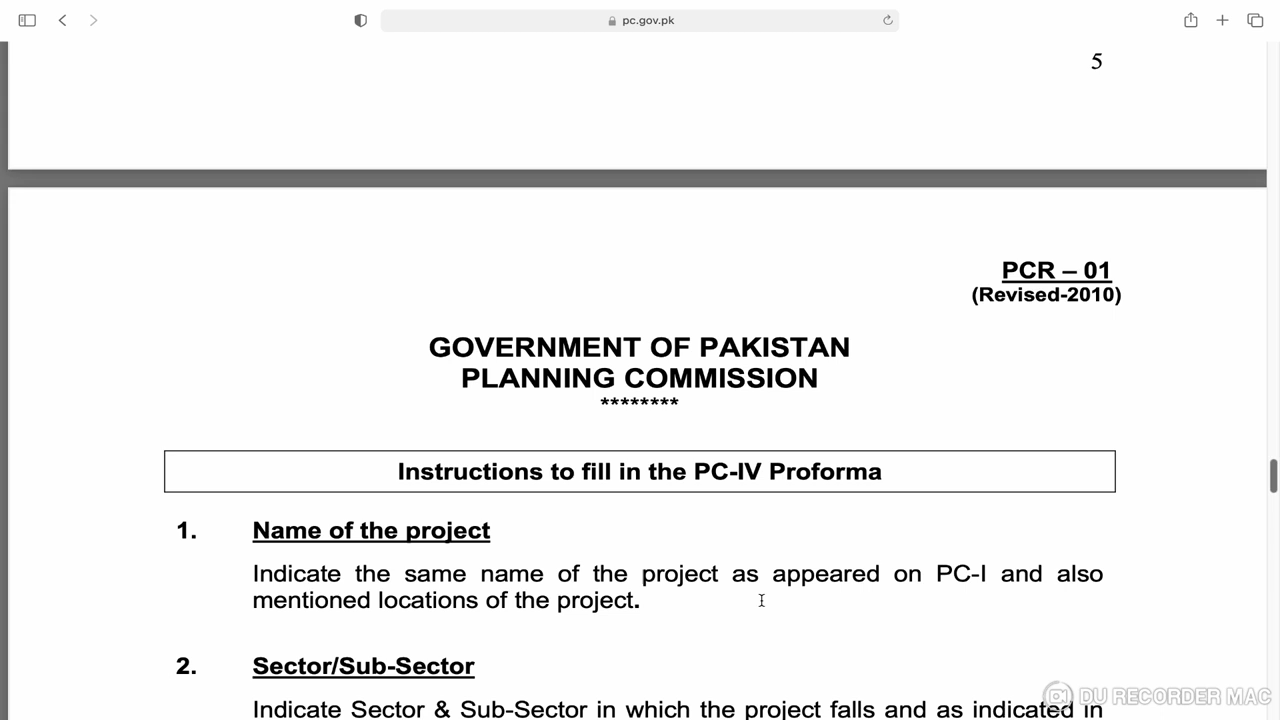 pc.gov.pk
5
PCR – 01
(Revised-2010)
GOVERNMENT OF PAKISTAN
PLANNING COMMISSION
********
Instructions to fill in the PC-IV Proforma
1. Name of the project
Indicate the same name of the project as appeared on PC-I and also
mentioned locations of the project.
2. Sector/Sub-Sector
Indicate Sector & Sub-Sector in which the project falls and as indicated in
DU RECORDER MAC